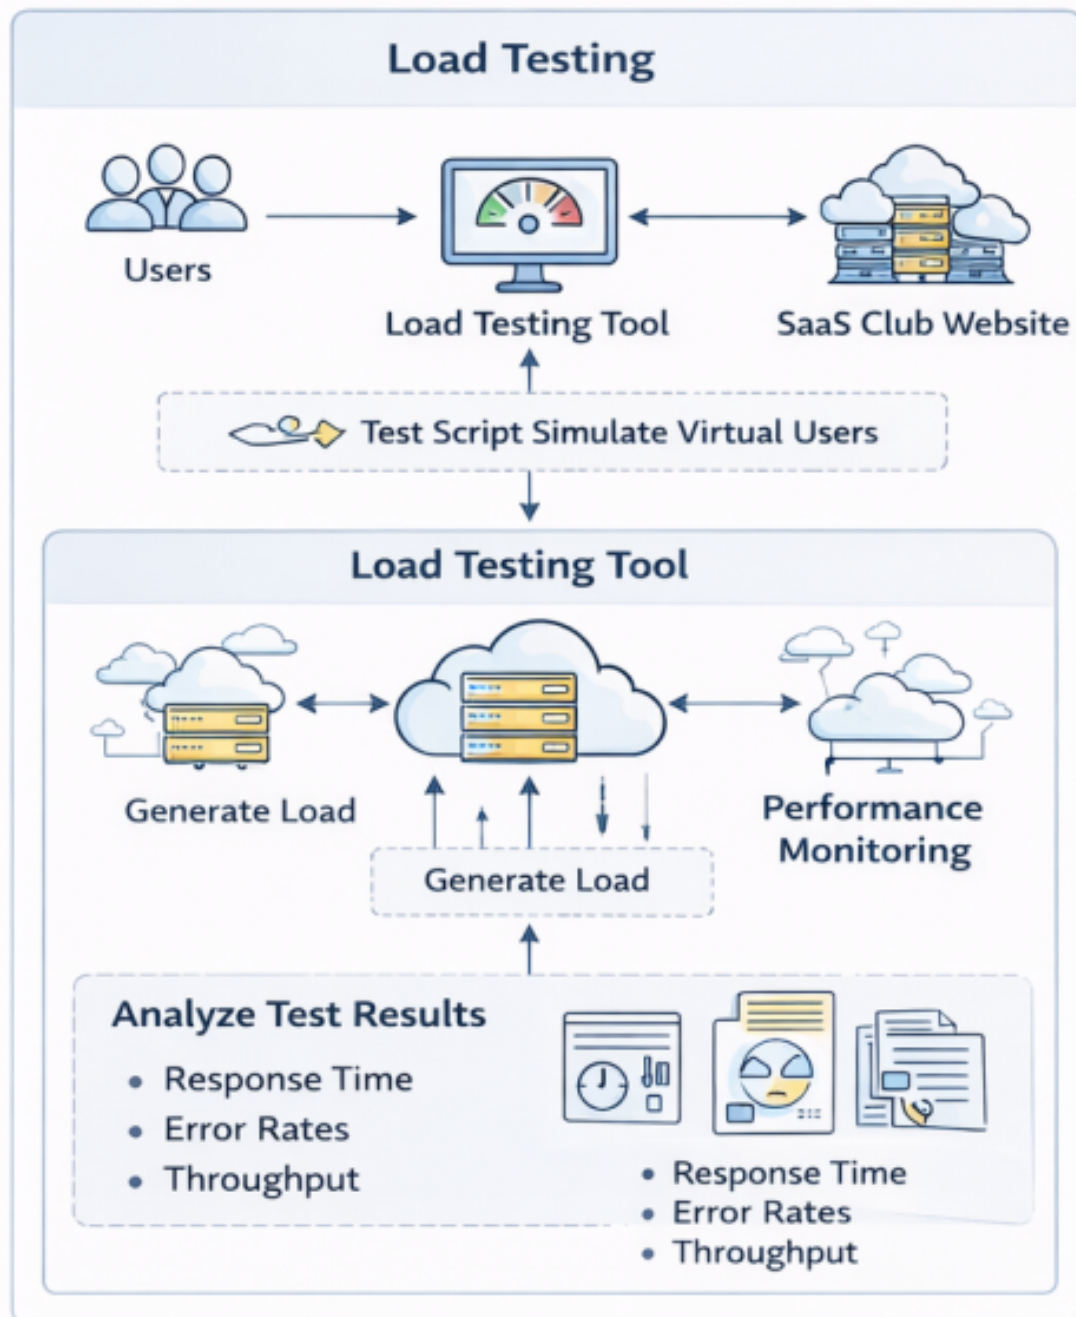 Load Testing
Users
Load Testing Tool
SaaS Club Website
Test Script Simulate Virtual Users
Load Testing Tool
Generate Load
Performance
Monitoring
Generate Load
Analyze Test Results
• Response Time
• Error Rates
• Throughput
• Response Time
• Error Rates
• Throughput